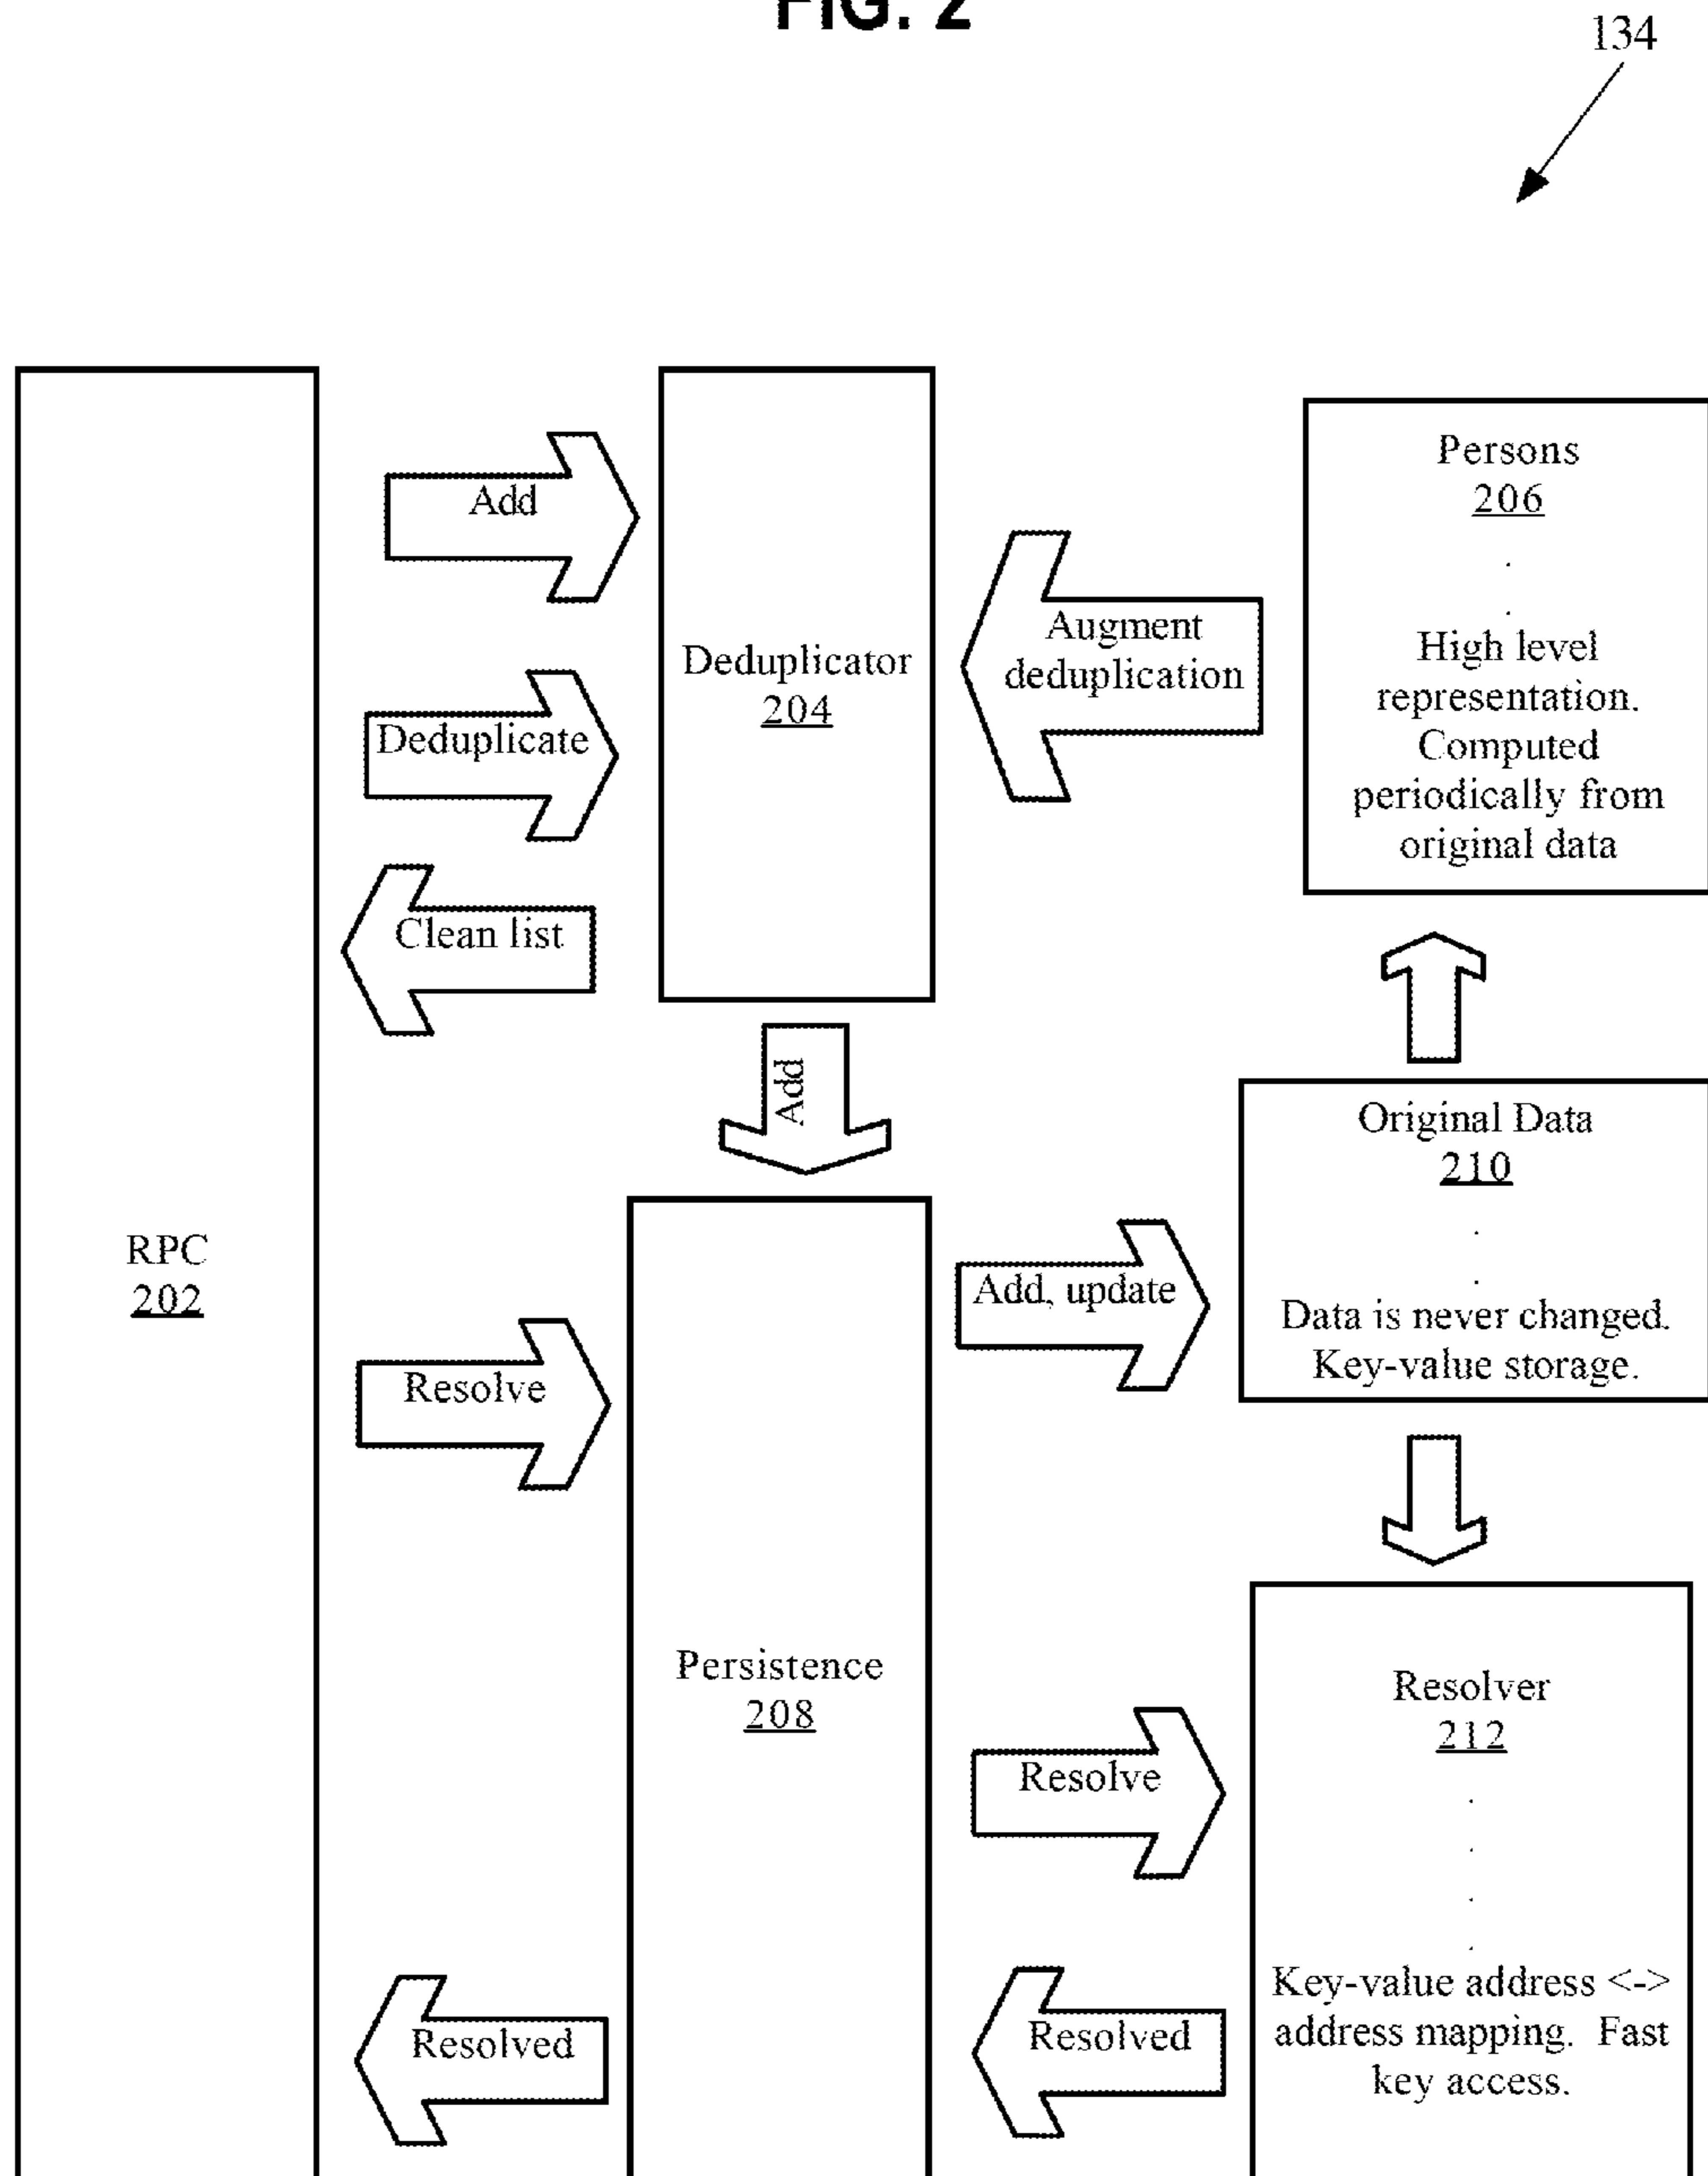 FIG. 2
134
RPC
202
Add
Deduplicate
Clean list
Deduplicator
204
Augment
deduplication
Persons
206
.
.
High level
representation.
Computed
periodically from
original data
Add
Original Data
210
.
.
Data is never changed.
Key-value storage.
Add, update
Resolve
Persistence
208
Resolve
Resolver
212
.
.
.
.
Key-value address <->
address mapping. Fast
key access.
Resolved
Resolved